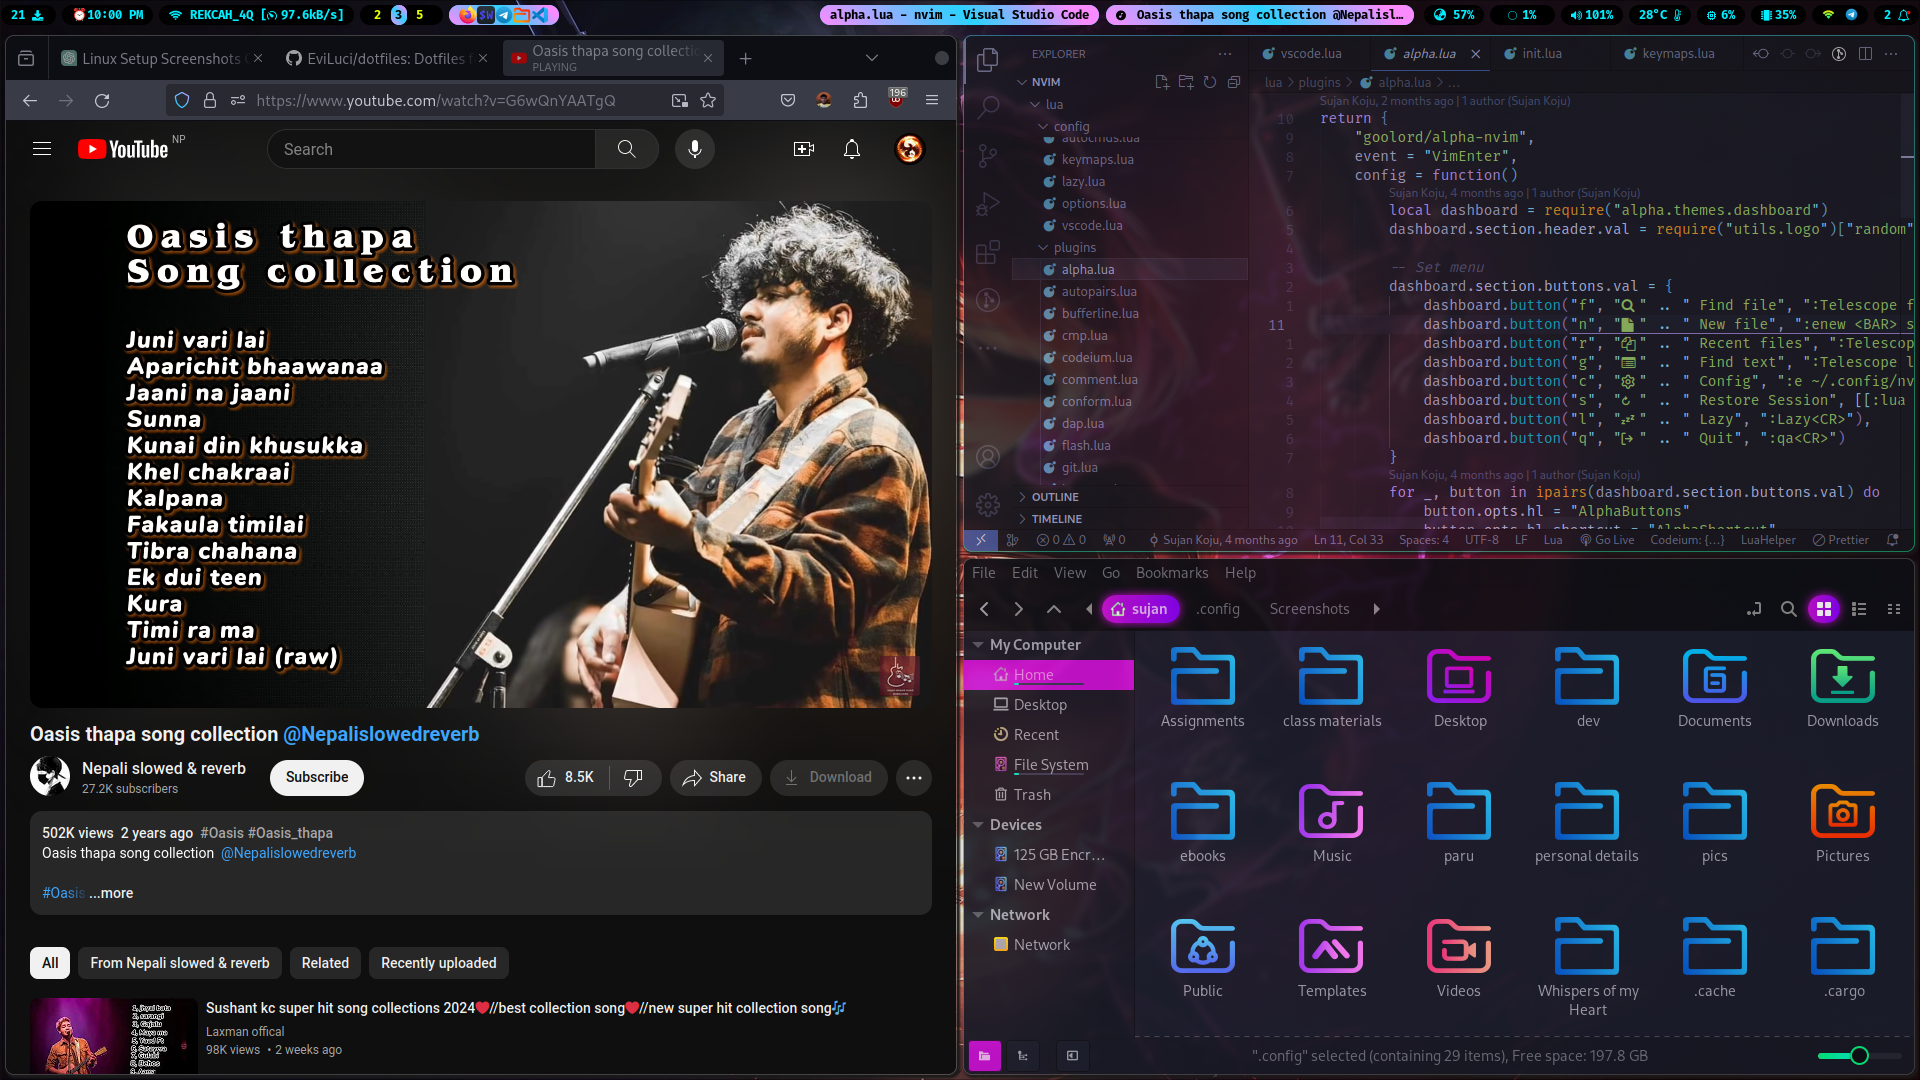 21
10:00 PM
REKCAH_4Q [97.6kB/s]
2 3 5
alpha.lua - nvim - Visual Studio Code
Oasis thapa song collection @Nepalisl…
57%
1%
101%
28°C
6%
35%
2
Linux Setup Screenshots
EviLuci/dotfiles: Dotfiles
Oasis thapa song collectio
PLAYING
https://www.youtube.com/watch?v=G6wQnYAATgQ
196
YouTube NP
Search
Oasis thapa
Song collection
Juni vari lai
Aparichit bhaawanaa
Jaani na jaani
Sunna
Kunai din khusukka
Khel chakraai
Kalpana
Fakaula timilai
Tibra chahana
Ek dui teen
Kura
Timi ra ma
Juni vari lai (raw)
Oasis thapa song collection @Nepalislowedreverb
Nepali slowed & reverb
27.2K subscribers
Subscribe
8.5K
Share
Download
502K views 2 years ago #Oasis #Oasis_thapa
Oasis thapa song collection @Nepalislowedreverb
#Oasis ...more
All
From Nepali slowed & reverb
Related
Recently uploaded
Sushant kc super hit song collections 2024❤️//best collection song❤️//new super hit collection song🎶
Laxman offical
98K views • 2 weeks ago
EXPLORER
NVIM
lua
config
autocmds.lua
keymaps.lua
lazy.lua
options.lua
vscode.lua
plugins
alpha.lua
autopairs.lua
bufferline.lua
cmp.lua
codeium.lua
comment.lua
conform.lua
dap.lua
flash.lua
git.lua
OUTLINE
TIMELINE
vscode.lua
alpha.lua
init.lua
keymaps.lua
lua > plugins > alpha.lua > ...
Sujan Koju, 2 months ago | 1 author (Sujan Koju)
10 return {
9 "goolord/alpha-nvim",
8 event = "VimEnter",
7 config = function()
Sujan Koju, 4 months ago | 1 author (Sujan Koju)
6 local dashboard = require("alpha.themes.dashboard")
5 dashboard.section.header.val = require("utils.logo")["random"
4
3 -- Set menu
2 dashboard.section.buttons.val = {
1 dashboard.button("f", " " .. " Find file", ":Telescope f
11 dashboard.button("n", " " .. " New file", ":enew <BAR> s
1 dashboard.button("r", " " .. " Recent files", ":Telescop
2 dashboard.button("g", " " .. " Find text", ":Telescope l
3 dashboard.button("c", " " .. " Config", ":e ~/.config/nv
4 dashboard.button("s", " " .. " Restore Session", [[:lua
5 dashboard.button("l", "💤" .. " Lazy", ":Lazy<CR>"),
6 dashboard.button("q", " " .. " Quit", ":qa<CR>")
7 }
Sujan Koju, 4 months ago | 1 author (Sujan Koju)
8 for _, button in ipairs(dashboard.section.buttons.val) do
9 button.opts.hl = "AlphaButtons"
10 button.opts.hl_shortcut = "AlphaShortcut"
0 0 0
Sujan Koju, 4 months ago
Ln 11, Col 33
Spaces: 4
UTF-8
LF
Lua
Go Live
Codeium: {...}
LuaHelper
Prettier
File Edit View Go Bookmarks Help
sujan
.config
Screenshots
My Computer
Home
Desktop
Recent
File System
Trash
Devices
125 GB Encr...
New Volume
Network
Network
Assignments
class materials
Desktop
dev
Documents
Downloads
ebooks
Music
paru
personal details
pics
Pictures
Public
Templates
Videos
Whispers of my
Heart
.cache
.cargo
".config" selected (containing 29 items), Free space: 197.8 GB